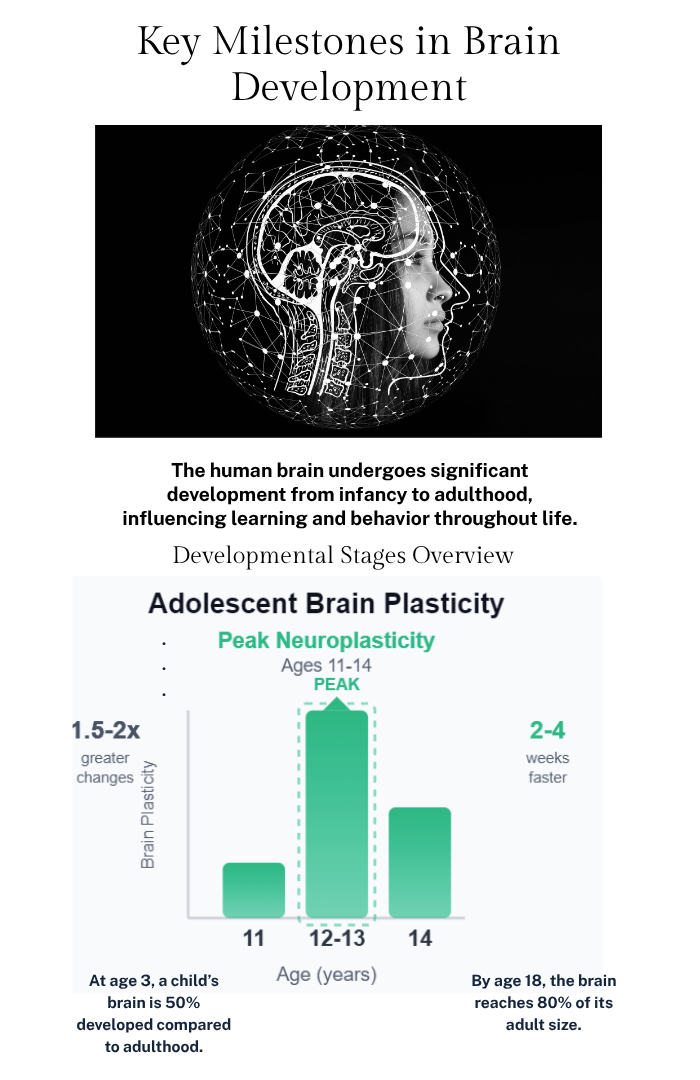 Key Milestones in Brain
Development
The human brain undergoes significant
development from infancy to adulthood,
influencing learning and behavior throughout life.
Developmental Stages Overview
Adolescent Brain Plasticity
Peak Neuroplasticity
Ages 11-14
PEAK
1.5-2x
greater
changes
Brain Plasticity
2-4
weeks
faster
11
12-13
14
Age (years)
At age 3, a child’s
brain is 50%
developed compared
to adulthood.
By age 18, the brain
reaches 80% of its
adult size.